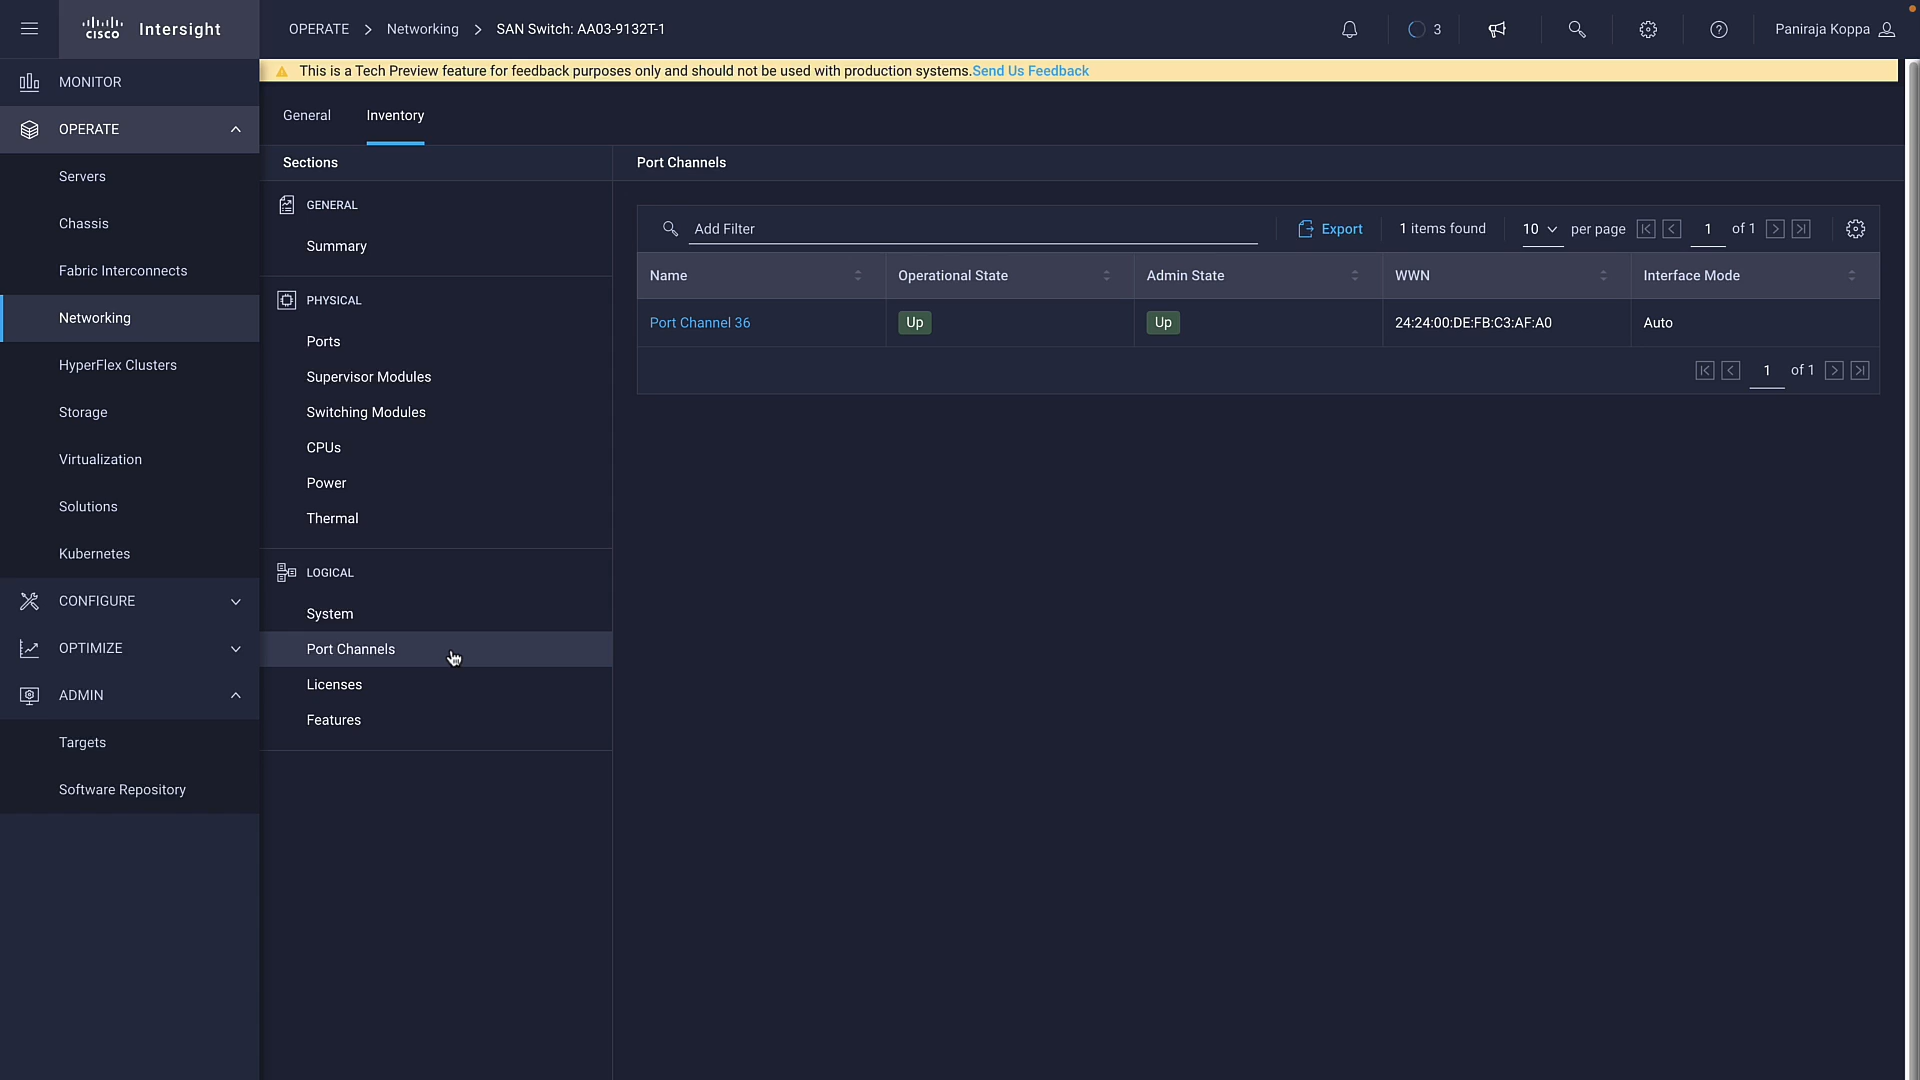 cisco Intersight
OPERATE > Networking > SAN Switch: AA03-9132T-1
3
Paniraja Koppa
This is a Tech Preview feature for feedback purposes only and should not be used with production systems.Send Us Feedback
MONITOR
OPERATE
Servers
Chassis
Fabric Interconnects
Networking
HyperFlex Clusters
Storage
Virtualization
Solutions
Kubernetes
CONFIGURE
OPTIMIZE
ADMIN
Targets
Software Repository
General
Inventory
Sections
GENERAL
Summary
PHYSICAL
Ports
Supervisor Modules
Switching Modules
CPUs
Power
Thermal
LOGICAL
System
Port Channels
Licenses
Features
Port Channels
Add Filter
Export
1 items found
10 per page
1 of 1
Name Operational State Admin State WWN Interface Mode
Port Channel 36 Up Up 24:24:00:DE:FB:C3:AF:A0 Auto
1 of 1